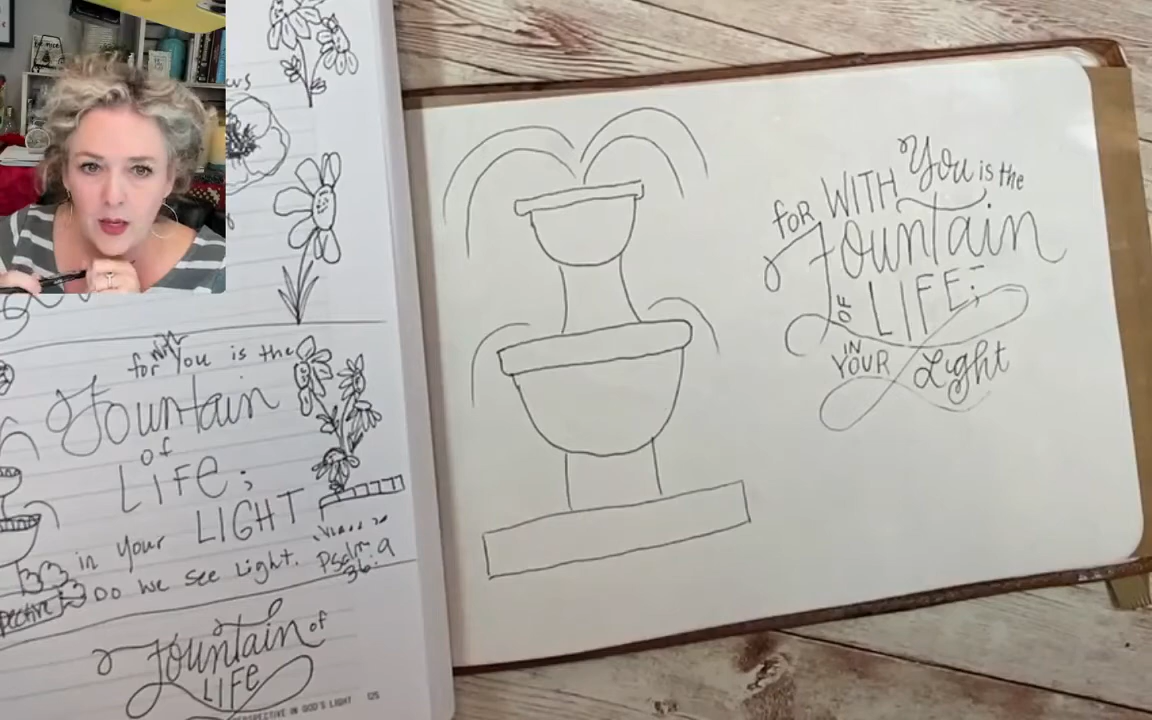 for with You is the
Fountain
of
LIFE;
in your LIGHT
Do we see Light.
Psalm
36:9
Fountain of
LIFE
PERSPECTIVE IN GOD'S LIGHT 125
You is the
for WITH
Fountain
OF LIFE;
IN
YOUR Light